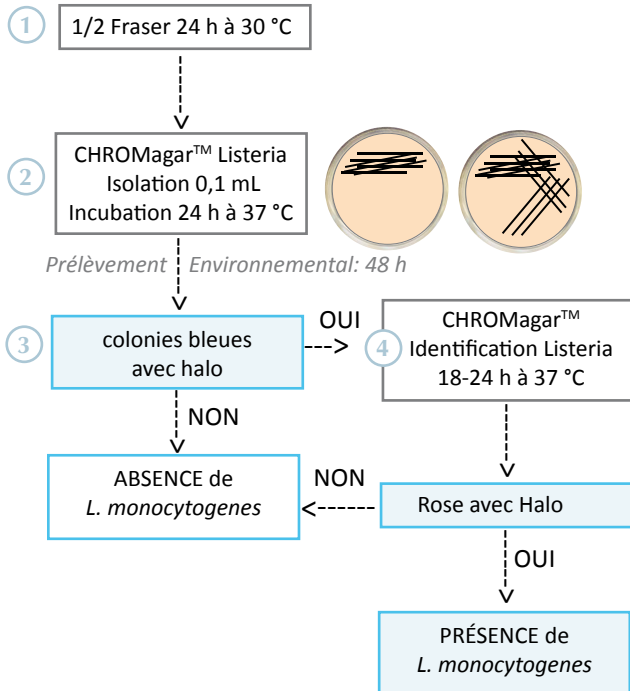 1
1/2 Fraser 24 h à 30 °C
2
CHROMagar™ Listeria
Isolation 0,1 mL
Incubation 24 h à 37 °C
Prélèvement Environnemental: 48 h
3
colonies bleues
avec halo
OUI
4
CHROMagar™
Identification Listeria
18-24 h à 37 °C
NON
ABSENCE de
L. monocytogenes
NON
Rose avec Halo
OUI
PRÉSENCE de
L. monocytogenes